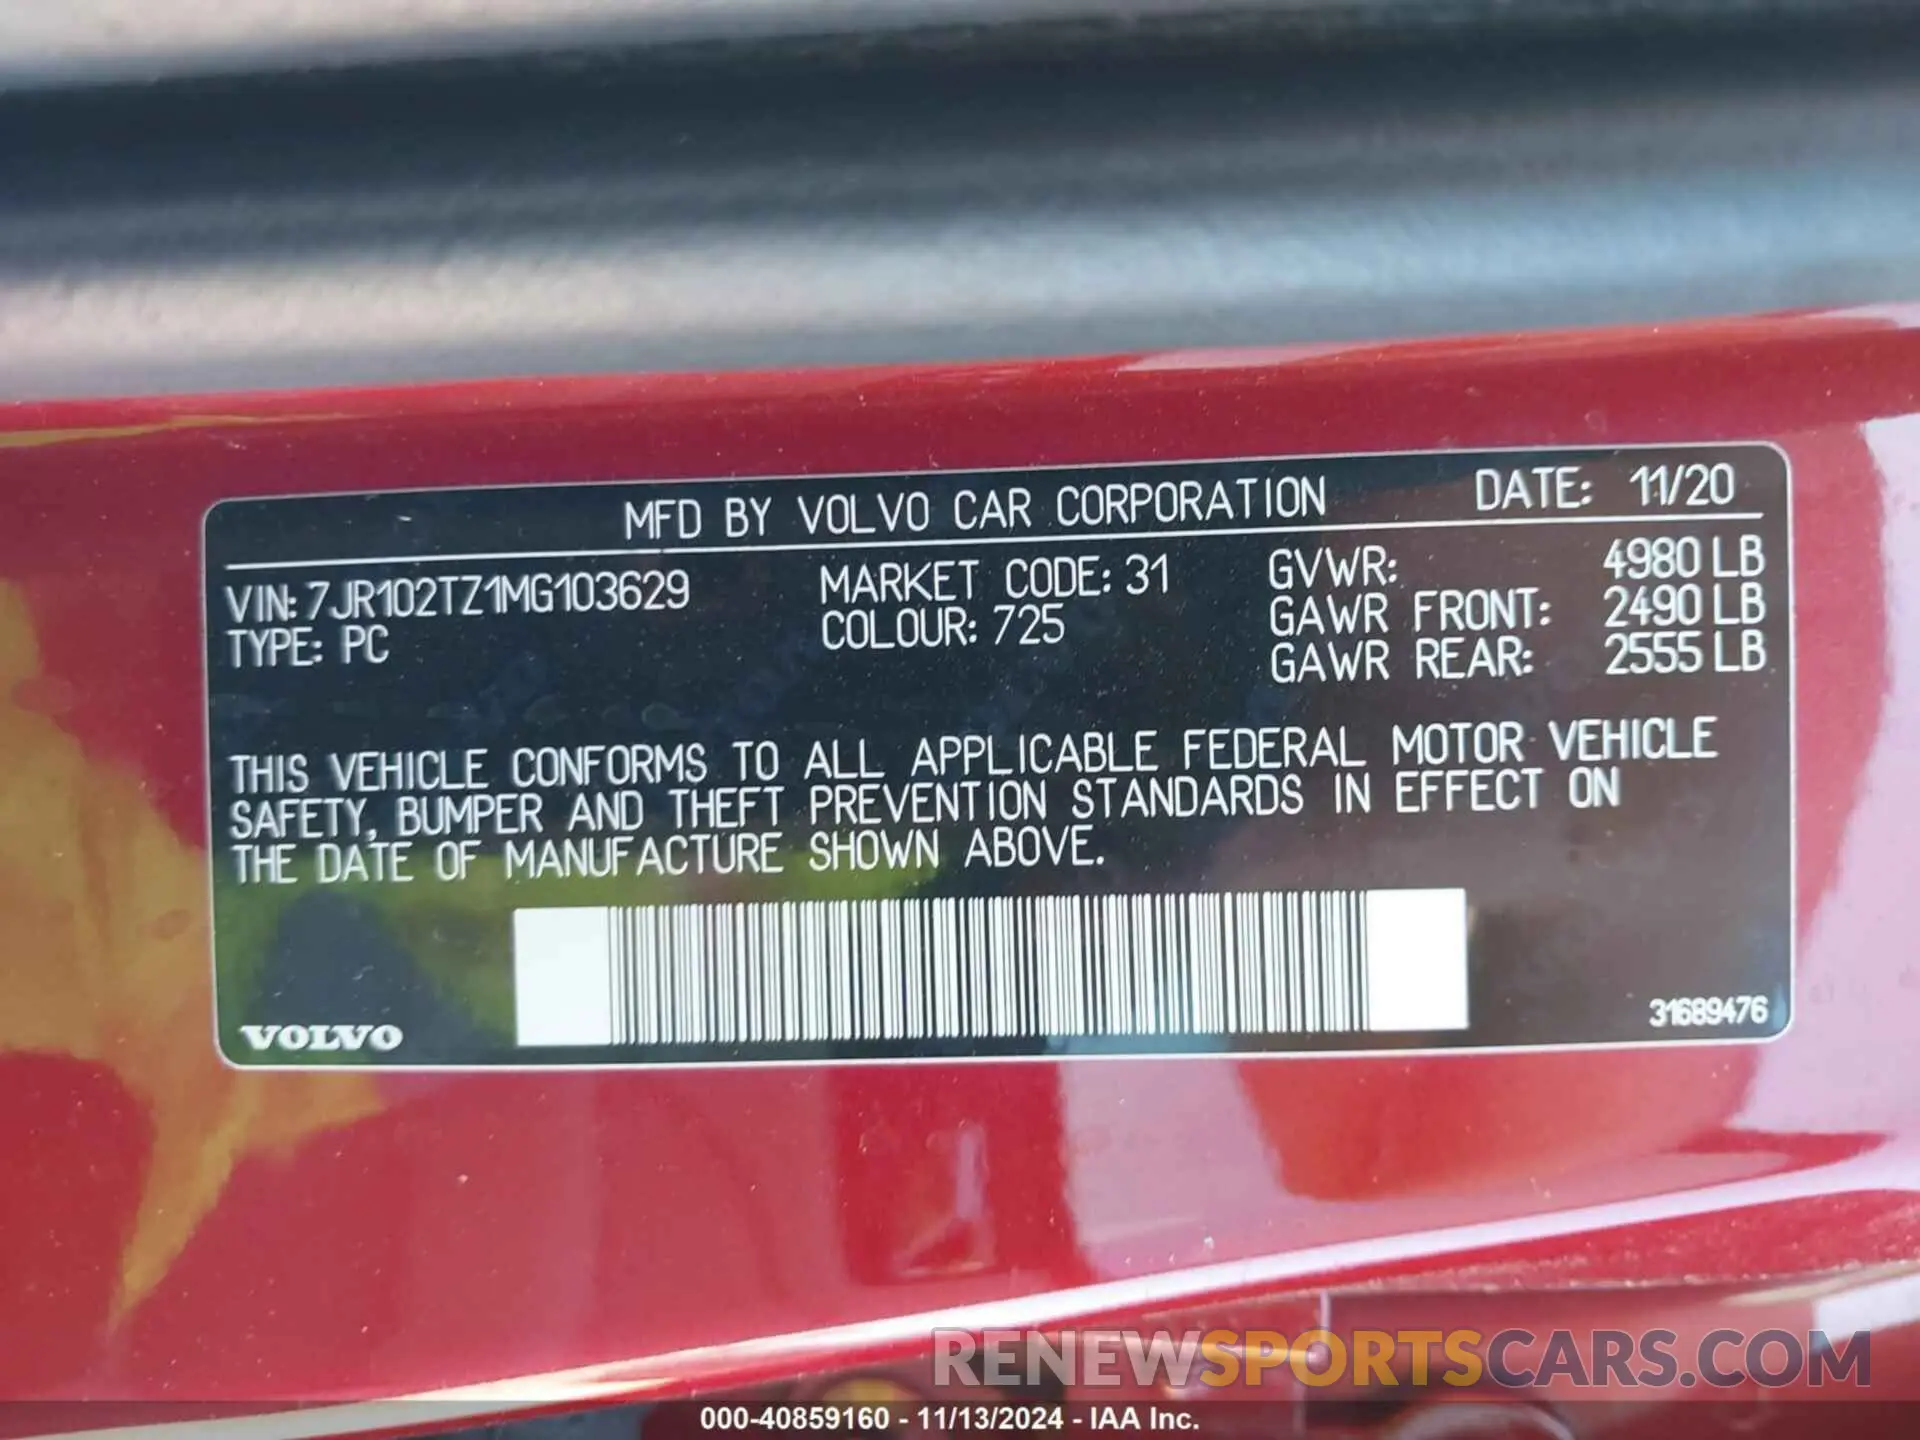 MFD BY VOLVO CAR CORPORATION DATE: 11/20
VIN: 7JR102TZ1MG103629 MARKET CODE: 31 GVWR: 4980 LB
TYPE: PC COLOUR: 725 GAWR FRONT: 2490 LB
GAWR REAR: 2555 LB
THIS VEHICLE CONFORMS TO ALL APPLICABLE FEDERAL MOTOR VEHICLE
SAFETY, BUMPER AND THEFT PREVENTION STANDARDS IN EFFECT ON
THE DATE OF MANUFACTURE SHOWN ABOVE.
VOLVO 31689476
RENEWSPORTSCARS.COM
000-40859160 - 11/13/2024 - IAA Inc.